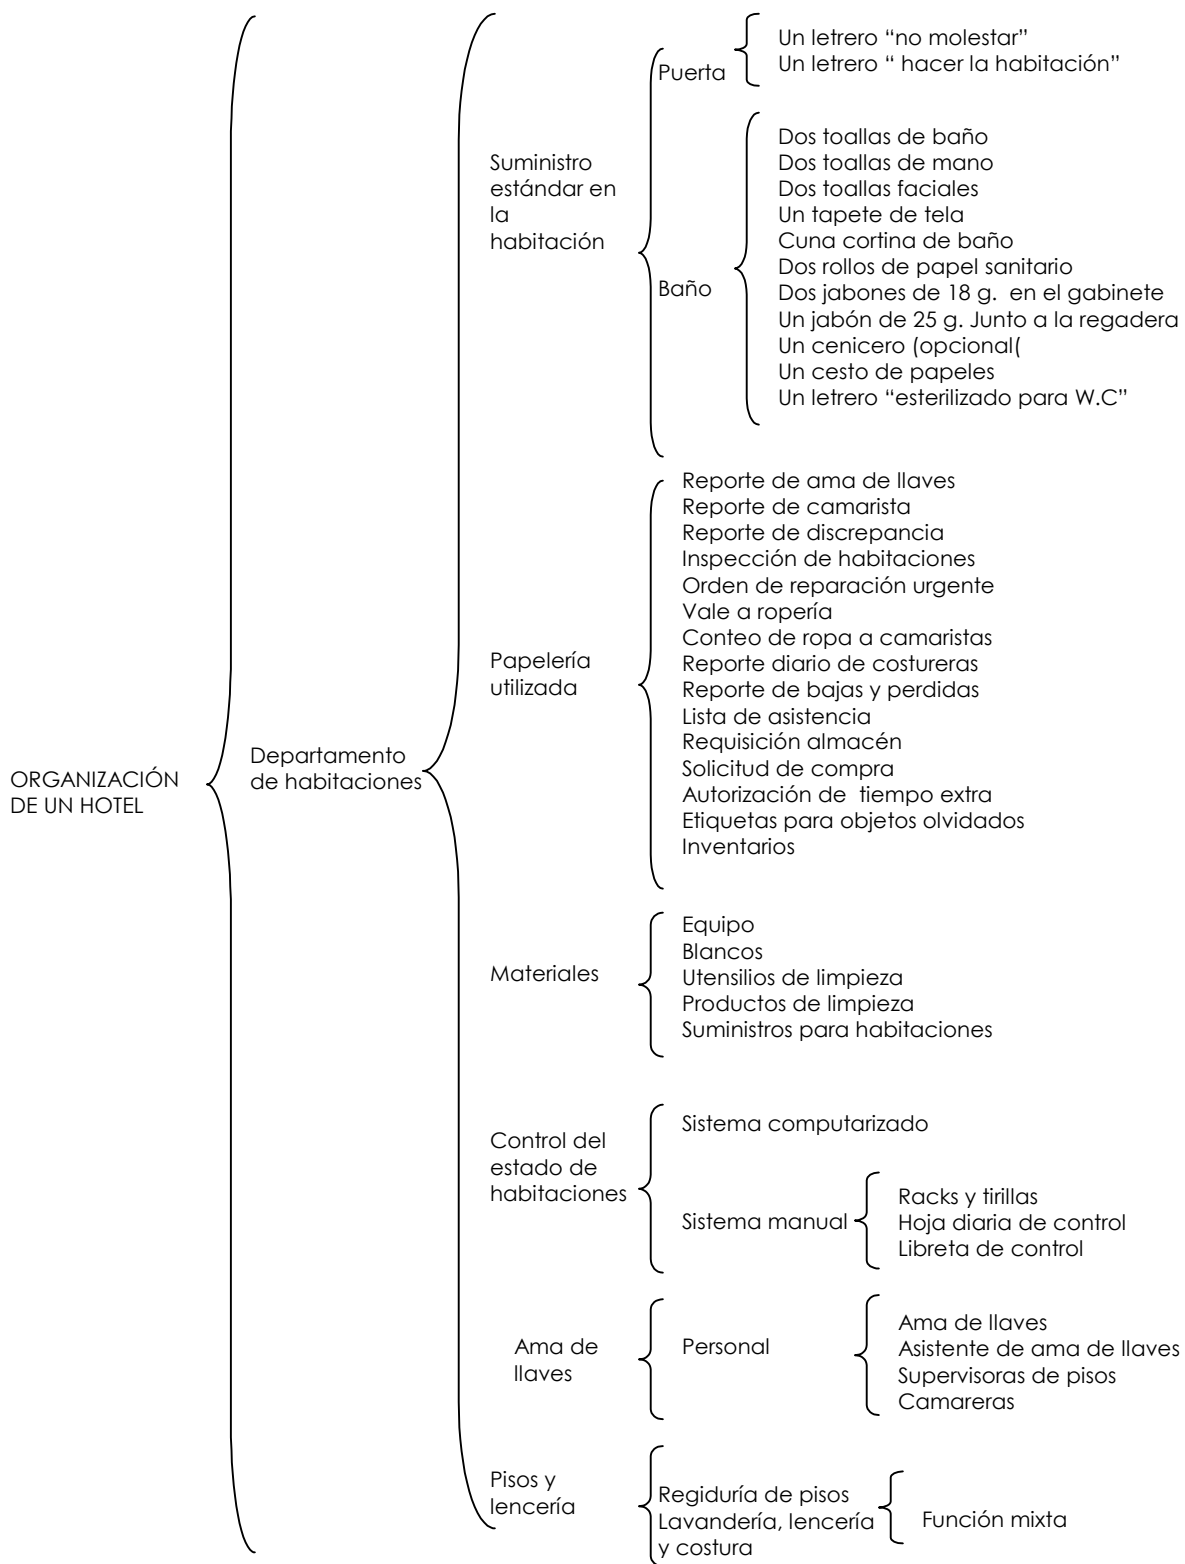 ORGANIZACIÓN
DE UN HOTEL
Departamento
de habitaciones
Suministro
estándar en
la
habitación
Puerta
Un letrero “no molestar”
Un letrero “ hacer la habitación”
Baño
Dos toallas de baño
Dos toallas de mano
Dos toallas faciales
Un tapete de tela
Cuna cortina de baño
Dos rollos de papel sanitario
Dos jabones de 18 g. en el gabinete
Un jabón de 25 g. Junto a la regadera
Un cenicero (opcional(
Un cesto de papeles
Un letrero “esterilizado para W.C”
Papelería
utilizada
Reporte de ama de llaves
Reporte de camarista
Reporte de discrepancia
Inspección de habitaciones
Orden de reparación urgente
Vale a ropería
Conteo de ropa a camaristas
Reporte diario de costureras
Reporte de bajas y perdidas
Lista de asistencia
Requisición almacén
Solicitud de compra
Autorización de tiempo extra
Etiquetas para objetos olvidados
Inventarios
Materiales
Equipo
Blancos
Utensilios de limpieza
Productos de limpieza
Suministros para habitaciones
Control del
estado de
habitaciones
Sistema computarizado
Sistema manual
Racks y tirillas
Hoja diaria de control
Libreta de control
Ama de
llaves
Personal
Ama de llaves
Asistente de ama de llaves
Supervisoras de pisos
Camareras
Pisos y
lencería
Regiduría de pisos
Lavandería, lencería
y costura
Función mixta